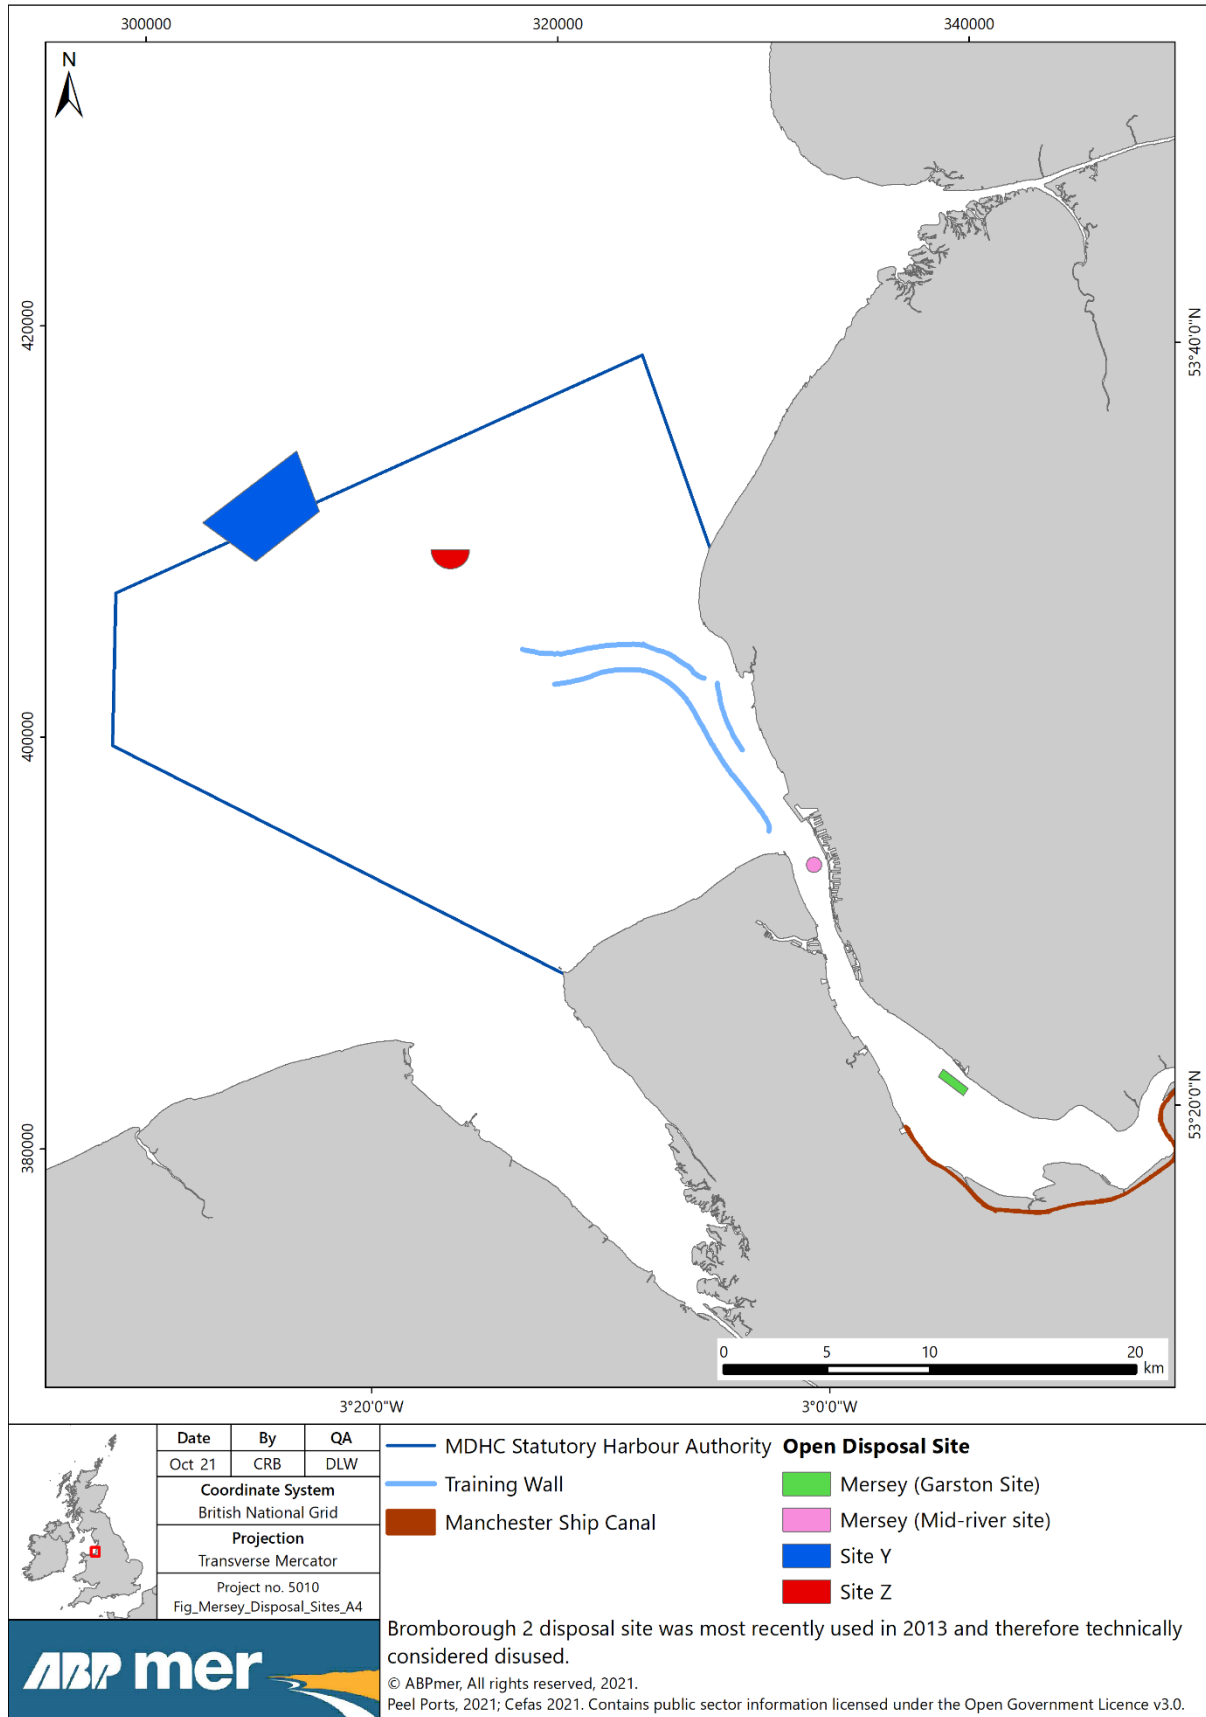 300000
320000
340000
N
420000
53°40'0"N
400000
380000
53°20'0"N
0
5
10
20
km
3°20'0"W
3°0'0"W
Date
By
QA
Oct 21
CRB
DLW
Coordinate System
British National Grid
Projection
Transverse Mercator
Project no. 5010
Fig_Mersey_Disposal_Sites_A4
ABP mer
MDHC Statutory Harbour Authority
Training Wall
Manchester Ship Canal
Open Disposal Site
Mersey (Garston Site)
Mersey (Mid-river site)
Site Y
Site Z
Bromborough 2 disposal site was most recently used in 2013 and therefore technically
considered disused.
© ABPmer, All rights reserved, 2021.
Peel Ports, 2021; Cefas 2021. Contains public sector information licensed under the Open Government Licence v3.0.